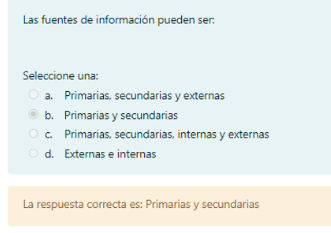 Las fuentes de información pueden ser:
Seleccione una:
a. Primarias, secundarias y externas
b. Primarias y secundarias
c. Primarias, secundarias, internas y externas
d. Externas e internas
La respuesta correcta es: Primarias y secundarias